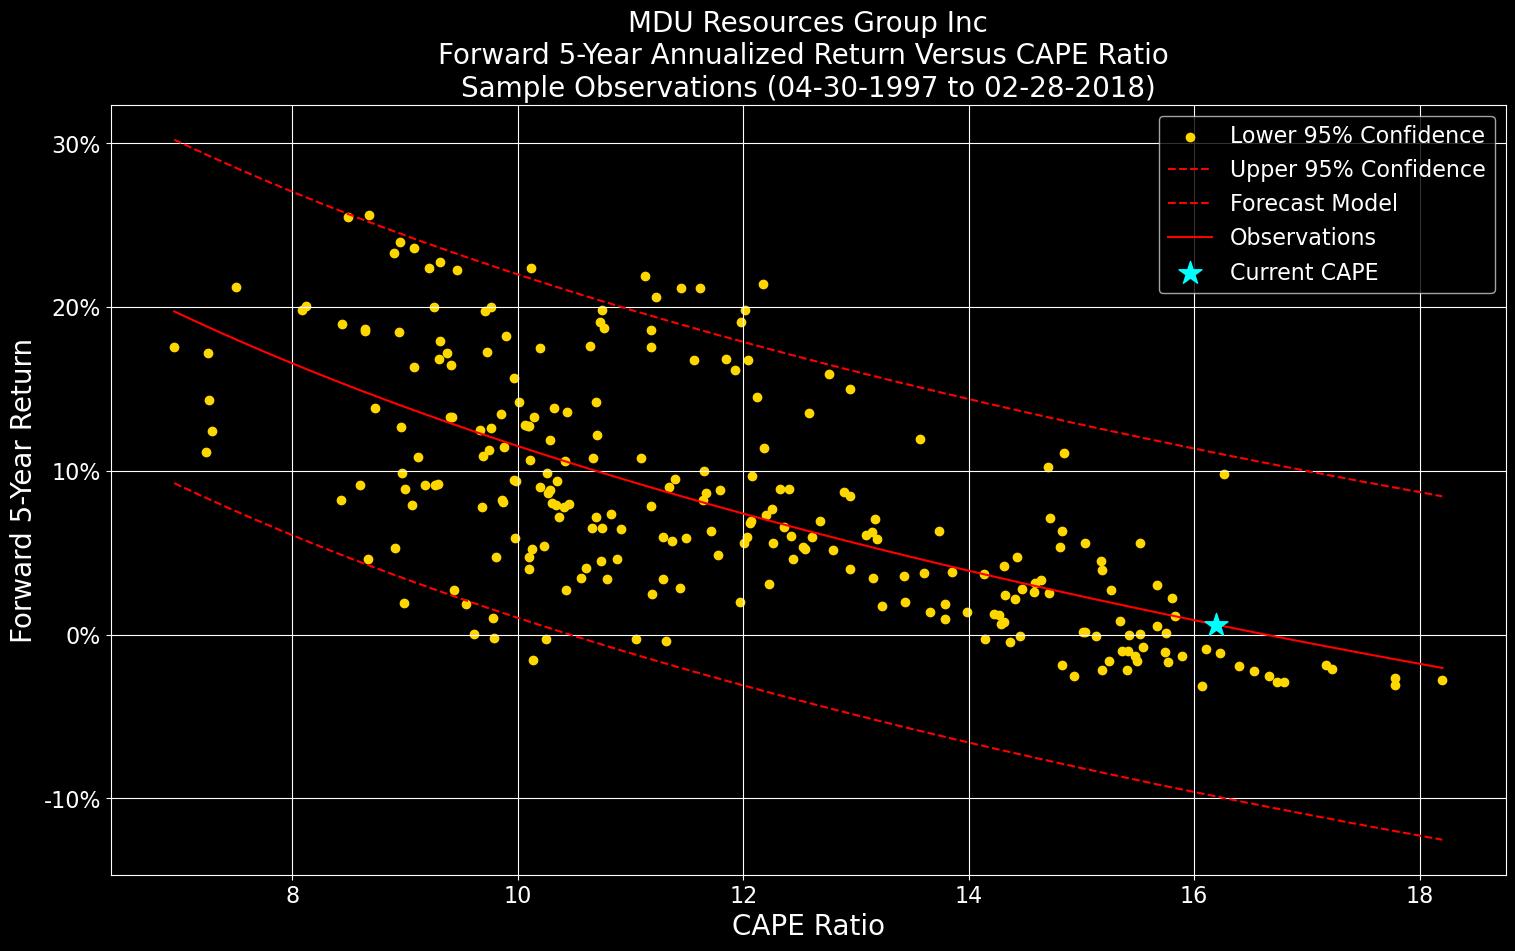 MDU Resources Group Inc
Forward 5-Year Annualized Return Versus CAPE Ratio
Sample Observations (04-30-1997 to 02-28-2018)
Lower 95% Confidence
Upper 95% Confidence
Forecast Model
Observations
Current CAPE
Forward 5-Year Return
30%
20%
10%
0%
-10%
8 10 12 14 16 18
CAPE Ratio